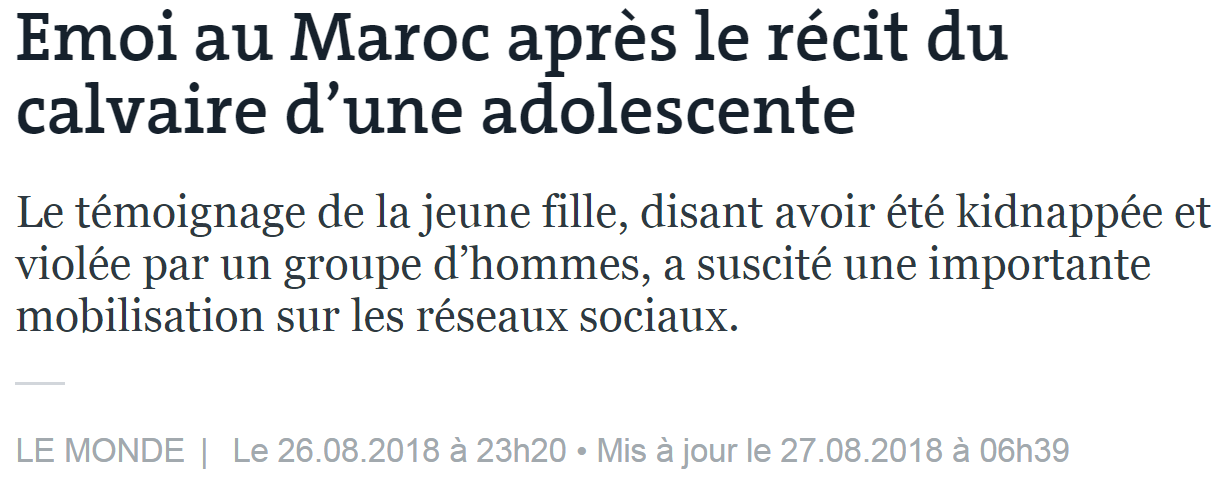 Emoi au Maroc après le récit du
calvaire d’une adolescente
Le témoignage de la jeune fille, disant avoir été kidnappée et
violée par un groupe d’hommes, a suscité une importante
mobilisation sur les réseaux sociaux.
LE MONDE | Le 26.08.2018 à 23h20 • Mis à jour le 27.08.2018 à 06h39